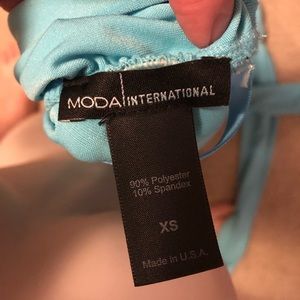 MODA INTERNATIONAL
90% Polyester
10% Spandex
XS
Made in U.S.A.